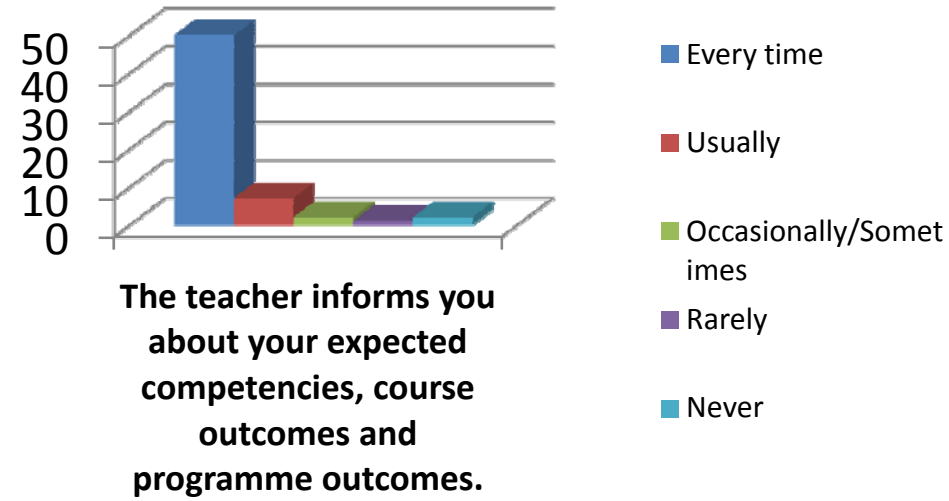 50
40
30
20
10
0
The teacher informs you
about your expected
competencies, course
outcomes and
programme outcomes.
Every time
Usually
Occasionally/Somet
imes
Rarely
Never